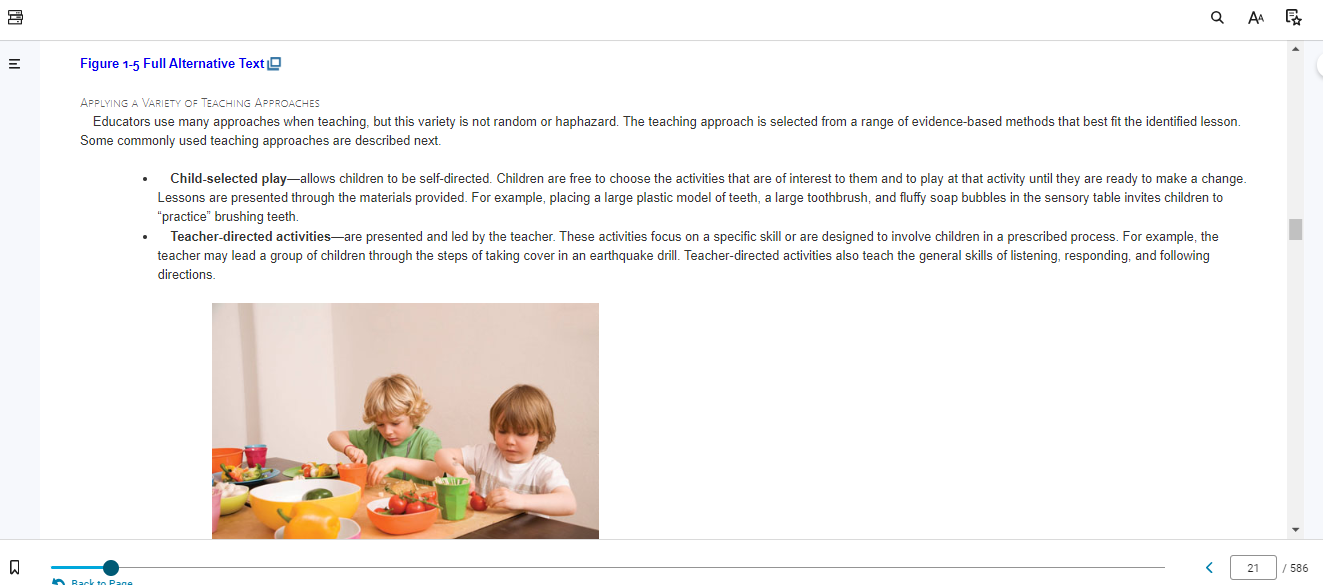 Figure 1-5 Full Alternative Text
Applying a Variety of Teaching Approaches
Educators use many approaches when teaching, but this variety is not random or haphazard. The teaching approach is selected from a range of evidence-based methods that best fit the identified lesson.
Some commonly used teaching approaches are described next.
• Child-selected play—allows children to be self-directed. Children are free to choose the activities that are of interest to them and to play at that activity until they are ready to make a change.
Lessons are presented through the materials provided. For example, placing a large plastic model of teeth, a large toothbrush, and fluffy soap bubbles in the sensory table invites children to
“practice” brushing teeth.
• Teacher-directed activities—are presented and led by the teacher. These activities focus on a specific skill or are designed to involve children in a prescribed process. For example, the
teacher may lead a group of children through the steps of taking cover in an earthquake drill. Teacher-directed activities also teach the general skills of listening, responding, and following
directions.
21 / 586
Back to Page